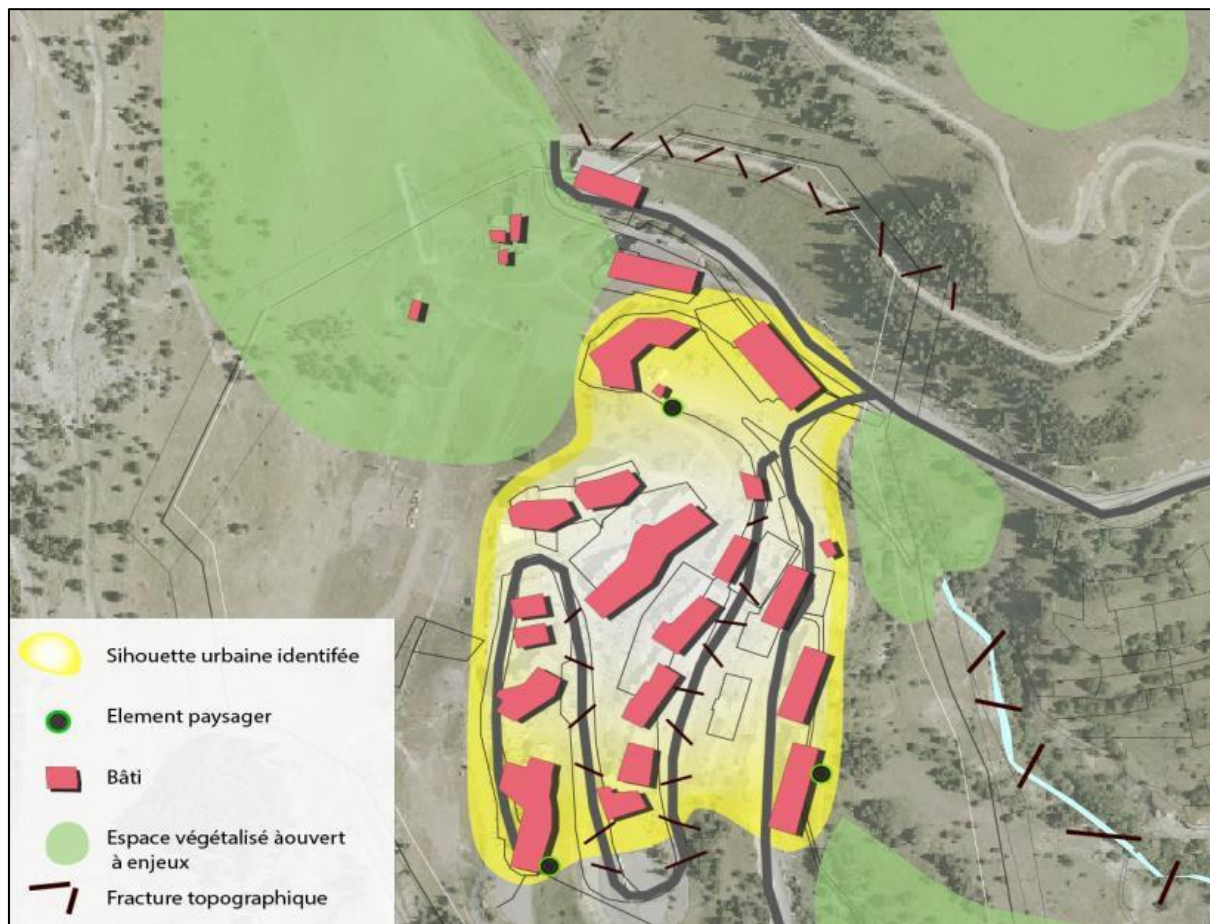 Sihouette urbaine identifée
Element paysager
Bâti
Espace végétalisé àouvert
à enjeux
Fracture topographique